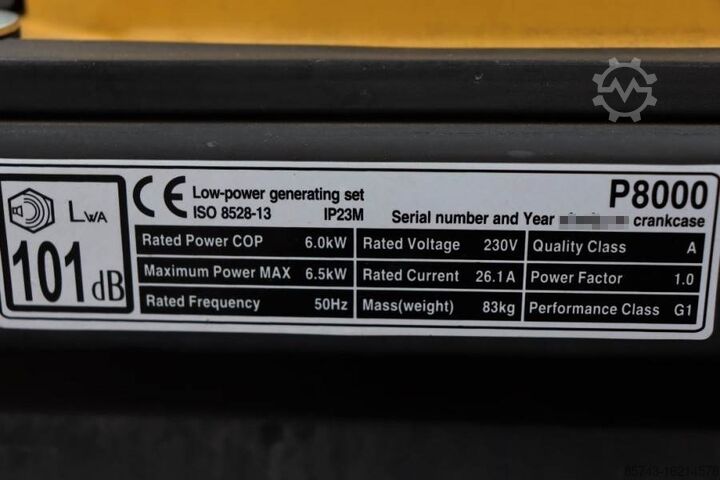 LWA
101dB
CE Low-power generating set
ISO 8528-13 IP23M
P8000
Serial number and Year crankcase
Rated Power COP 6.0kW Rated Voltage 230V Quality Class A
Maximum Power MAX 6.5kW Rated Current 26.1A Power Factor 1.0
Rated Frequency 50Hz Mass(weight) 83kg Performance Class G1